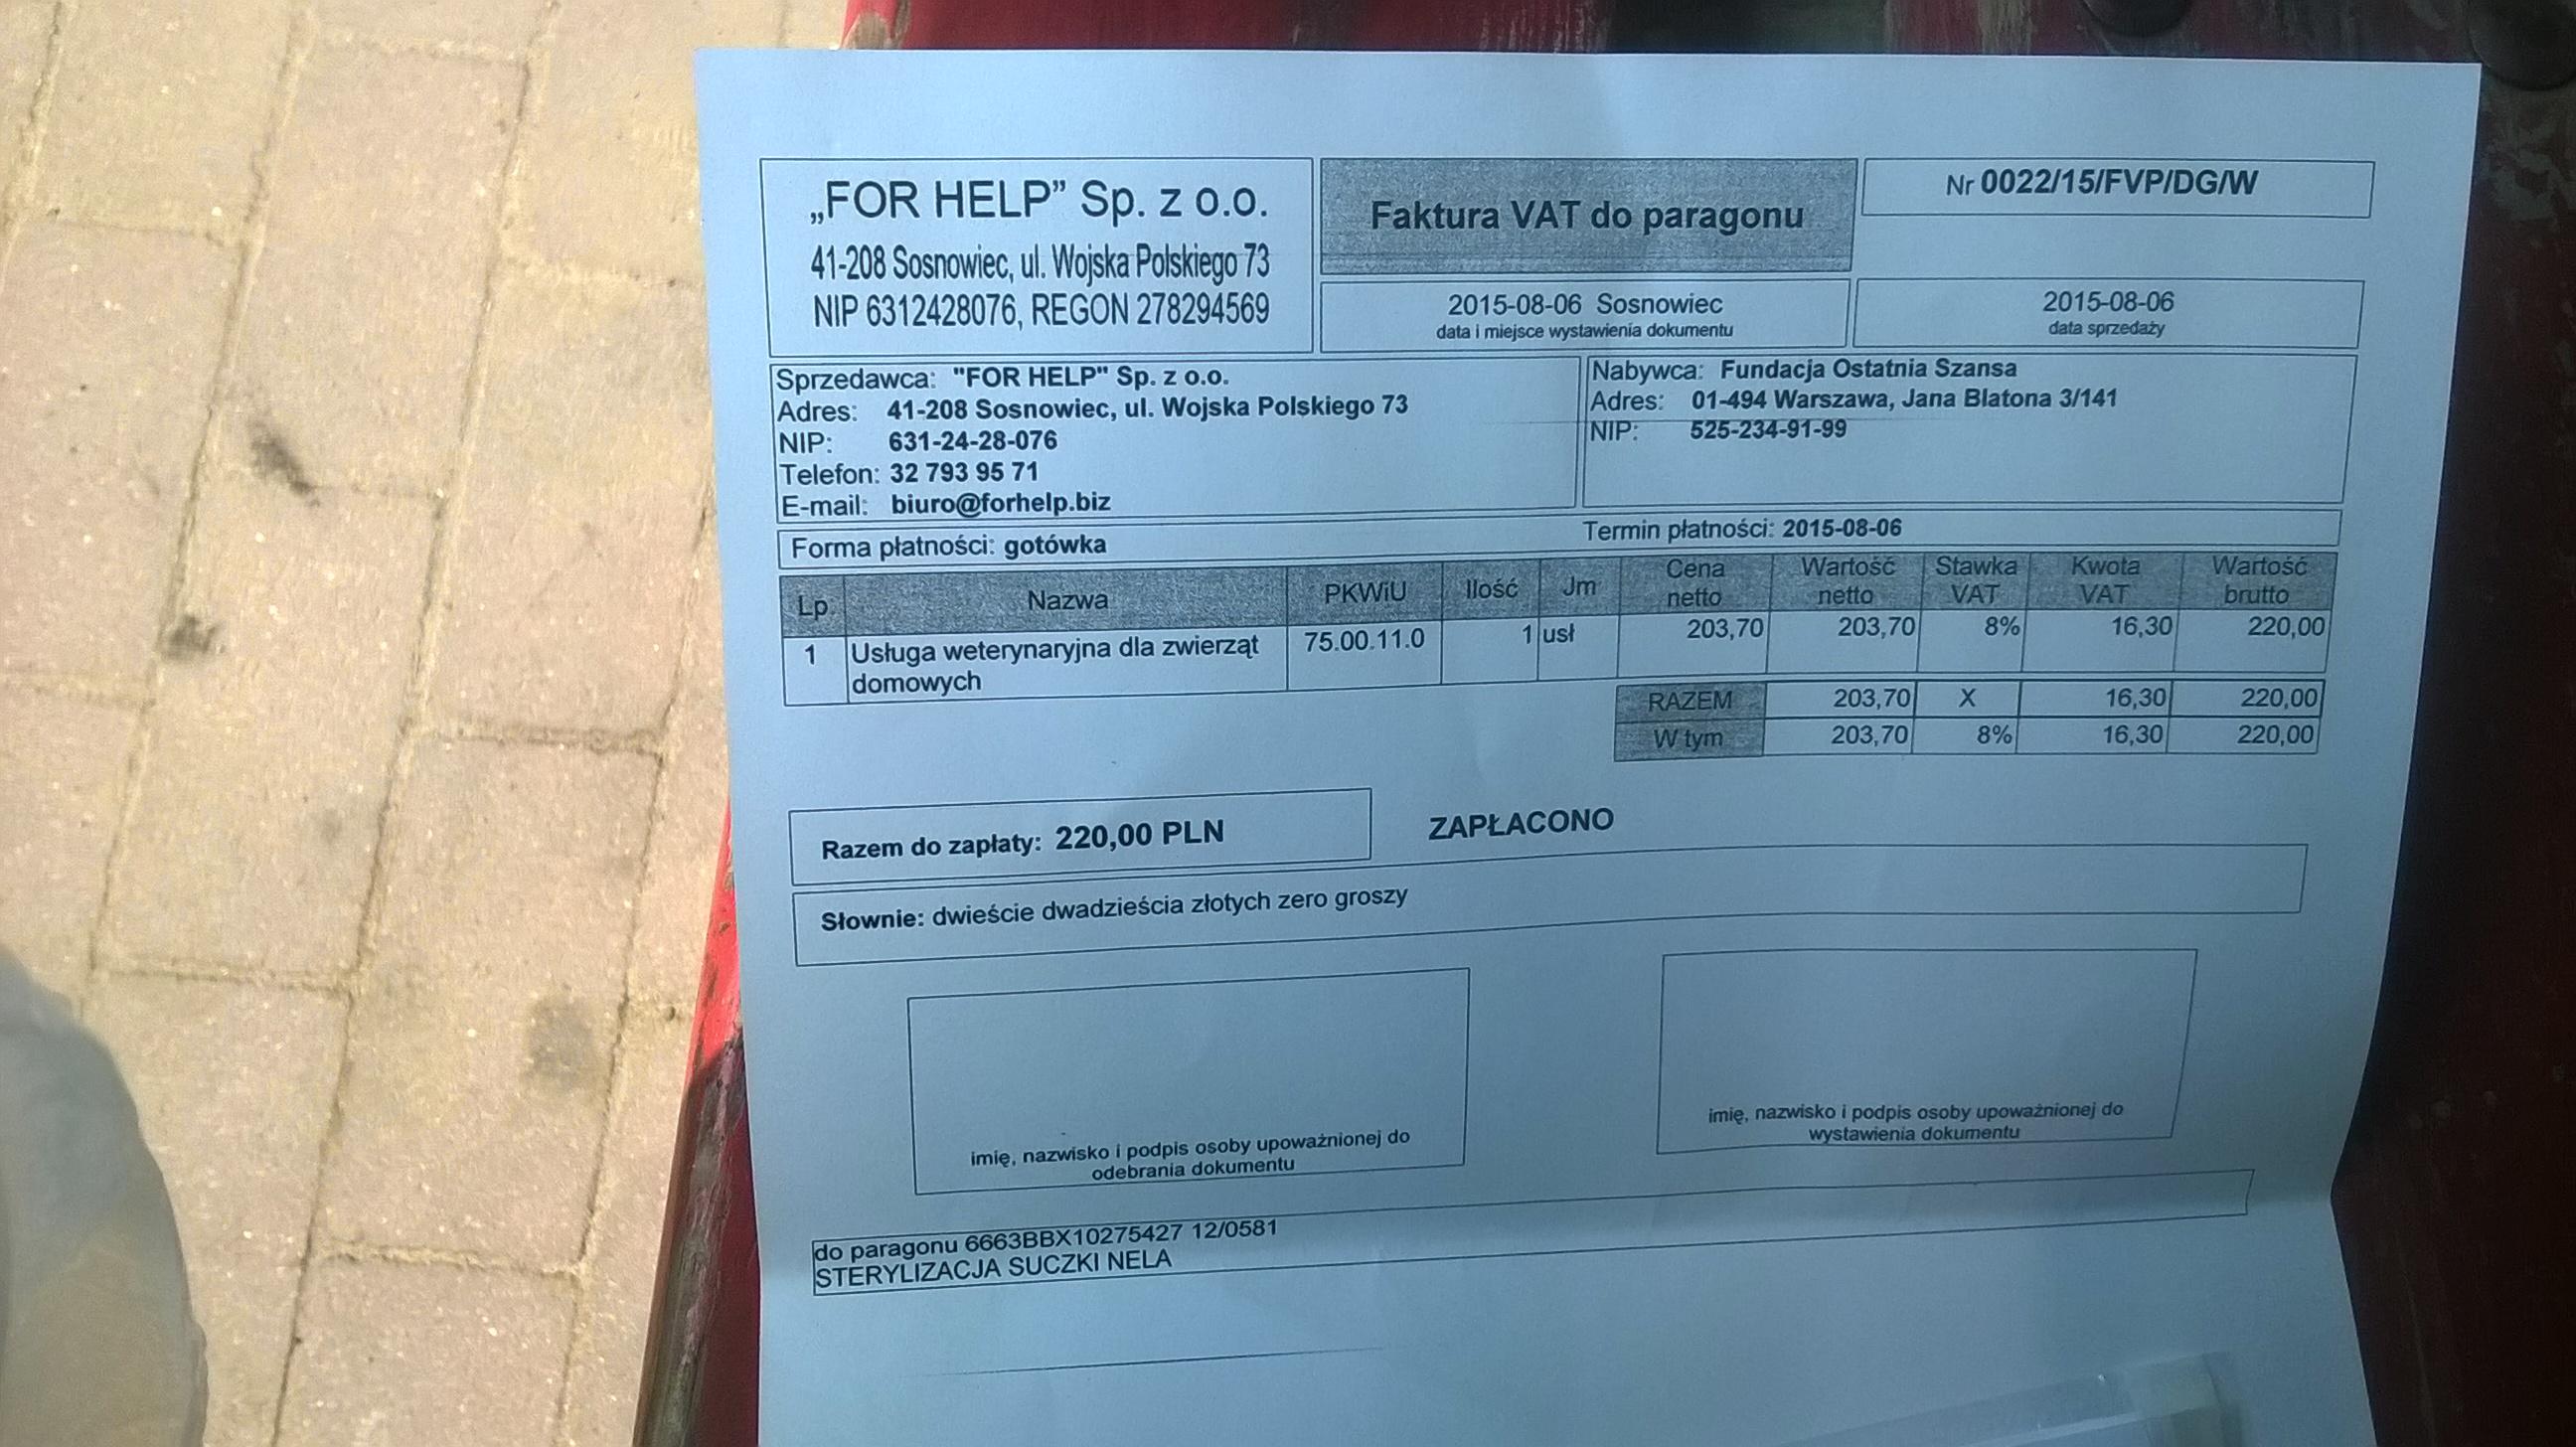 „FOR HELP” Sp. z o.o.
41-208 Sosnowiec, ul. Wojska Polskiego 73
NIP 6312428076, REGON 278294569
Faktura VAT do paragonu
Nr 0022/15/FVP/DG/W
2015-08-06 Sosnowiec
data i miejsce wystawienia dokumentu
2015-08-06
data sprzedaży
Sprzedawca: "FOR HELP" Sp. z o.o.
Adres: 41-208 Sosnowiec, ul. Wojska Polskiego 73
NIP: 631-24-28-076
Telefon: 32 793 95 71
E-mail: biuro@forhelp.biz
Nabywca: Fundacja Ostatnia Szansa
Adres: 01-494 Warszawa, Jana Blatona 3/141
NIP: 525-234-91-99
Forma płatności: gotówka
Termin płatności: 2015-08-06
Lp Nazwa PKWiU Ilość Jm Cena netto Wartość netto Stawka VAT Kwota VAT Wartość brutto
1 Usługa weterynaryjna dla zwierząt 75.00.11.0 1 usł 203,70 203,70 8% 16,30 220,00
domowych
RAZEM 203,70 X 16,30 220,00
W tym 203,70 8% 16,30 220,00
Razem do zapłaty: 220,00 PLN
ZAPŁACONO
Słownie: dwieście dwadzieścia złotych zero groszy
imię, nazwisko i podpis osoby upoważnionej do
odebrania dokumentu
imię, nazwisko i podpis osoby upoważnionej do
wystawienia dokumentu
do paragonu 6663BBX10275427 12/0581
STERYLIZACJA SUCZKI NELA